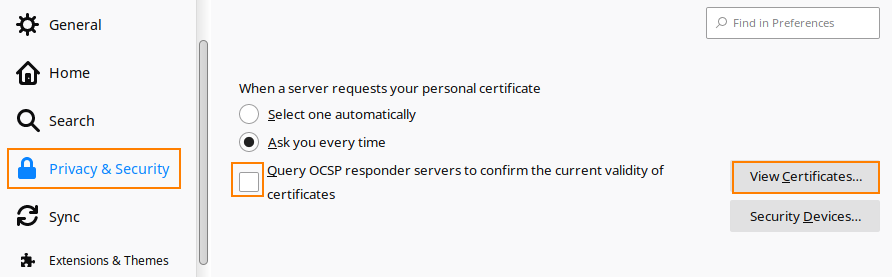 General
Home
Search
Privacy & Security
Sync
Extensions & Themes
Find in Preferences
When a server requests your personal certificate
Select one automatically
Ask you every time
Query OCSP responder servers to confirm the current validity of
certificates
View Certificates...
Security Devices...